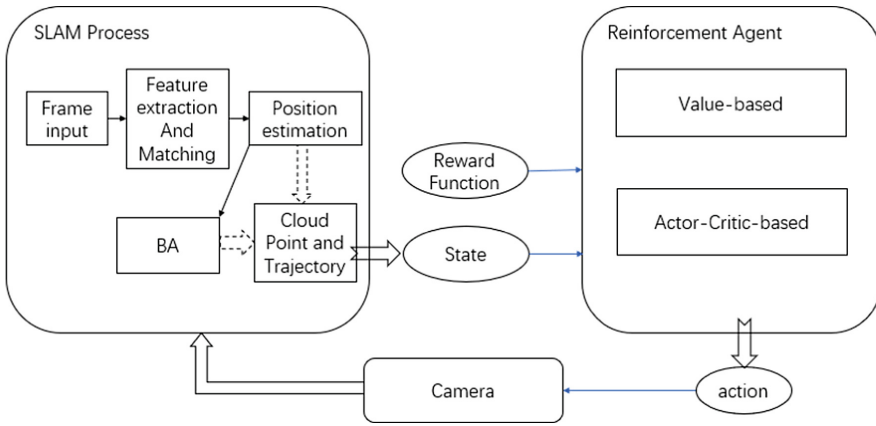 SLAM Process
Frame
input
Feature
extraction
And
Matching
Position
estimation
BA
Cloud
Point and
Trajectory
Reward
Function
State
Reinforcement Agent
Value-based
Actor-Critic-based
action
Camera